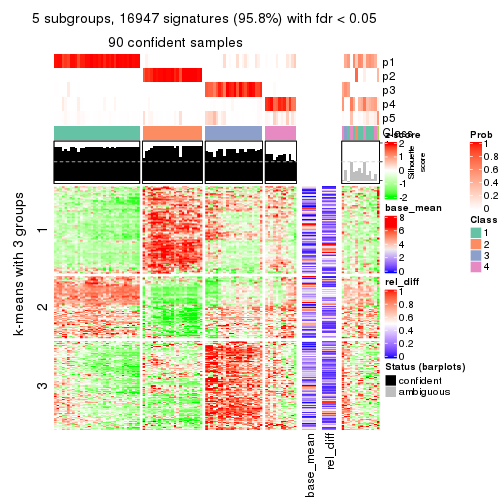 5 subgroups, 16947 signatures (95.8%) with fdr < 0.05
90 confident samples
p1
p2
p3
p4
p5
Class
z-score
2
1
0
-1
-2
Silhouette
score
Prob
1
0.8
0.6
0.4
0.2
0
base_mean
8
6
4
2
0
Class
1
2
3
4
rel_diff
1
0.8
0.6
0.4
0.2
0
Status (barplots)
confident
ambiguous
k-means with 3 groups
1
2
3
base_mean
rel_diff